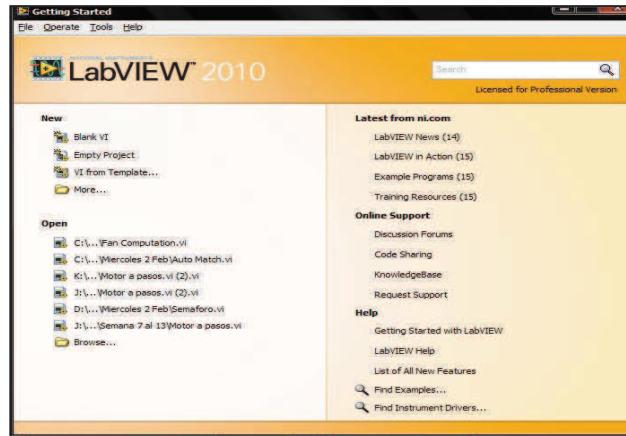 Getting Started
File Operate Tools Help
NATIONAL INSTRUMENTS
LabVIEW™ 2010
Search
Licensed for Professional Version
New
Blank VI
Empty Project
VI from Template...
More...
Open
C:\...\Fan Computation.vi
C:\...\Miercoles 2 Feb\Auto Match.vi
K:\...\Motor a pasos.vi (2).vi
J:\...\Motor a pasos.vi (2).vi
D:\...\Miercoles 2 Feb\Semaforo.vi
J:\...\Semana 7 al 13\Motor a pasos.vi
Browse...
Latest from ni.com
LabVIEW News (14)
LabVIEW in Action (15)
Example Programs (15)
Training Resources (15)
Online Support
Discussion Forums
Code Sharing
KnowledgeBase
Request Support
Help
Getting Started with LabVIEW
LabVIEW Help
List of All New Features
Find Examples...
Find Instrument Drivers...